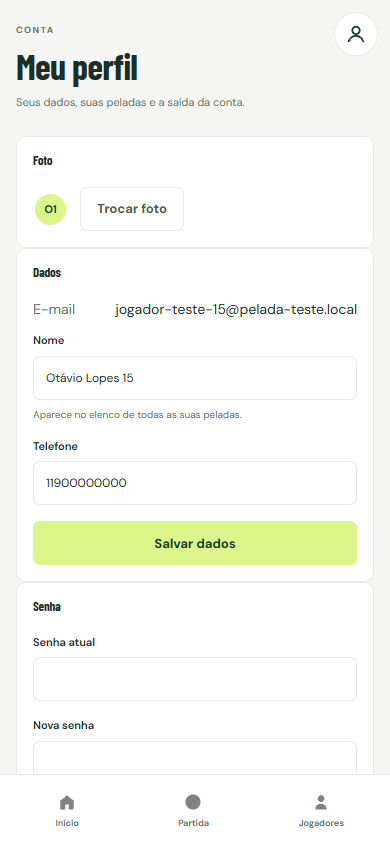 CONTA
Meu perfil
Seus dados, suas peladas e a saída da conta.
Foto
O1
Trocar foto
Dados
E-mail jogador-teste-15@pelada-teste.local
Nome
Otávio Lopes 15
Aparece no elenco de todas as suas peladas.
Telefone
11900000000
Salvar dados
Senha
Senha atual
Nova senha
Início Partida Jogadores